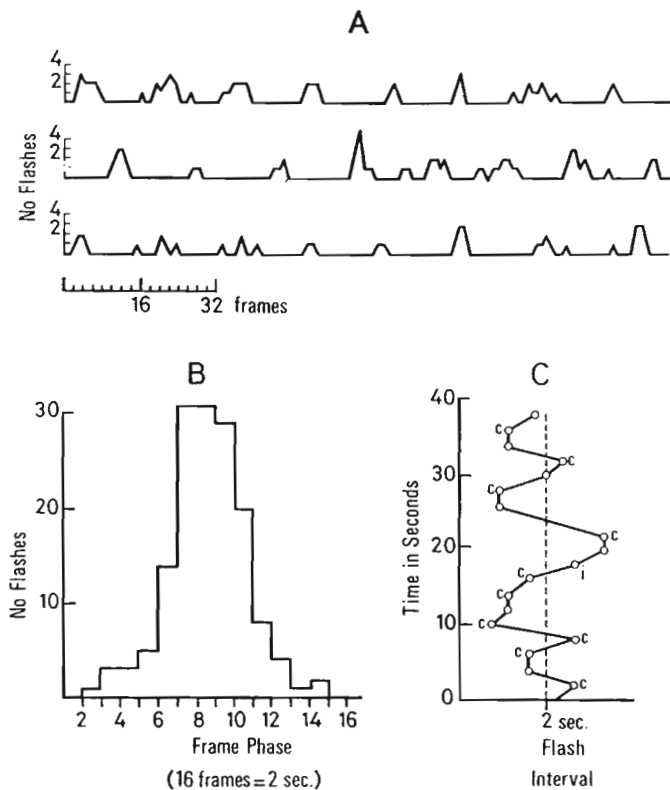 A
4
2
4
2
4
2
No Flashes
16 32 frames
B
30
20
10
No Flashes
2 4 6 8 10 12 14 16
Frame Phase
(16 frames = 2 sec.)
C
40
30
20
10
0
Time in Seconds
c
c
c
c
i
c
c
c
c
c
c
2 sec.
Flash
Interval